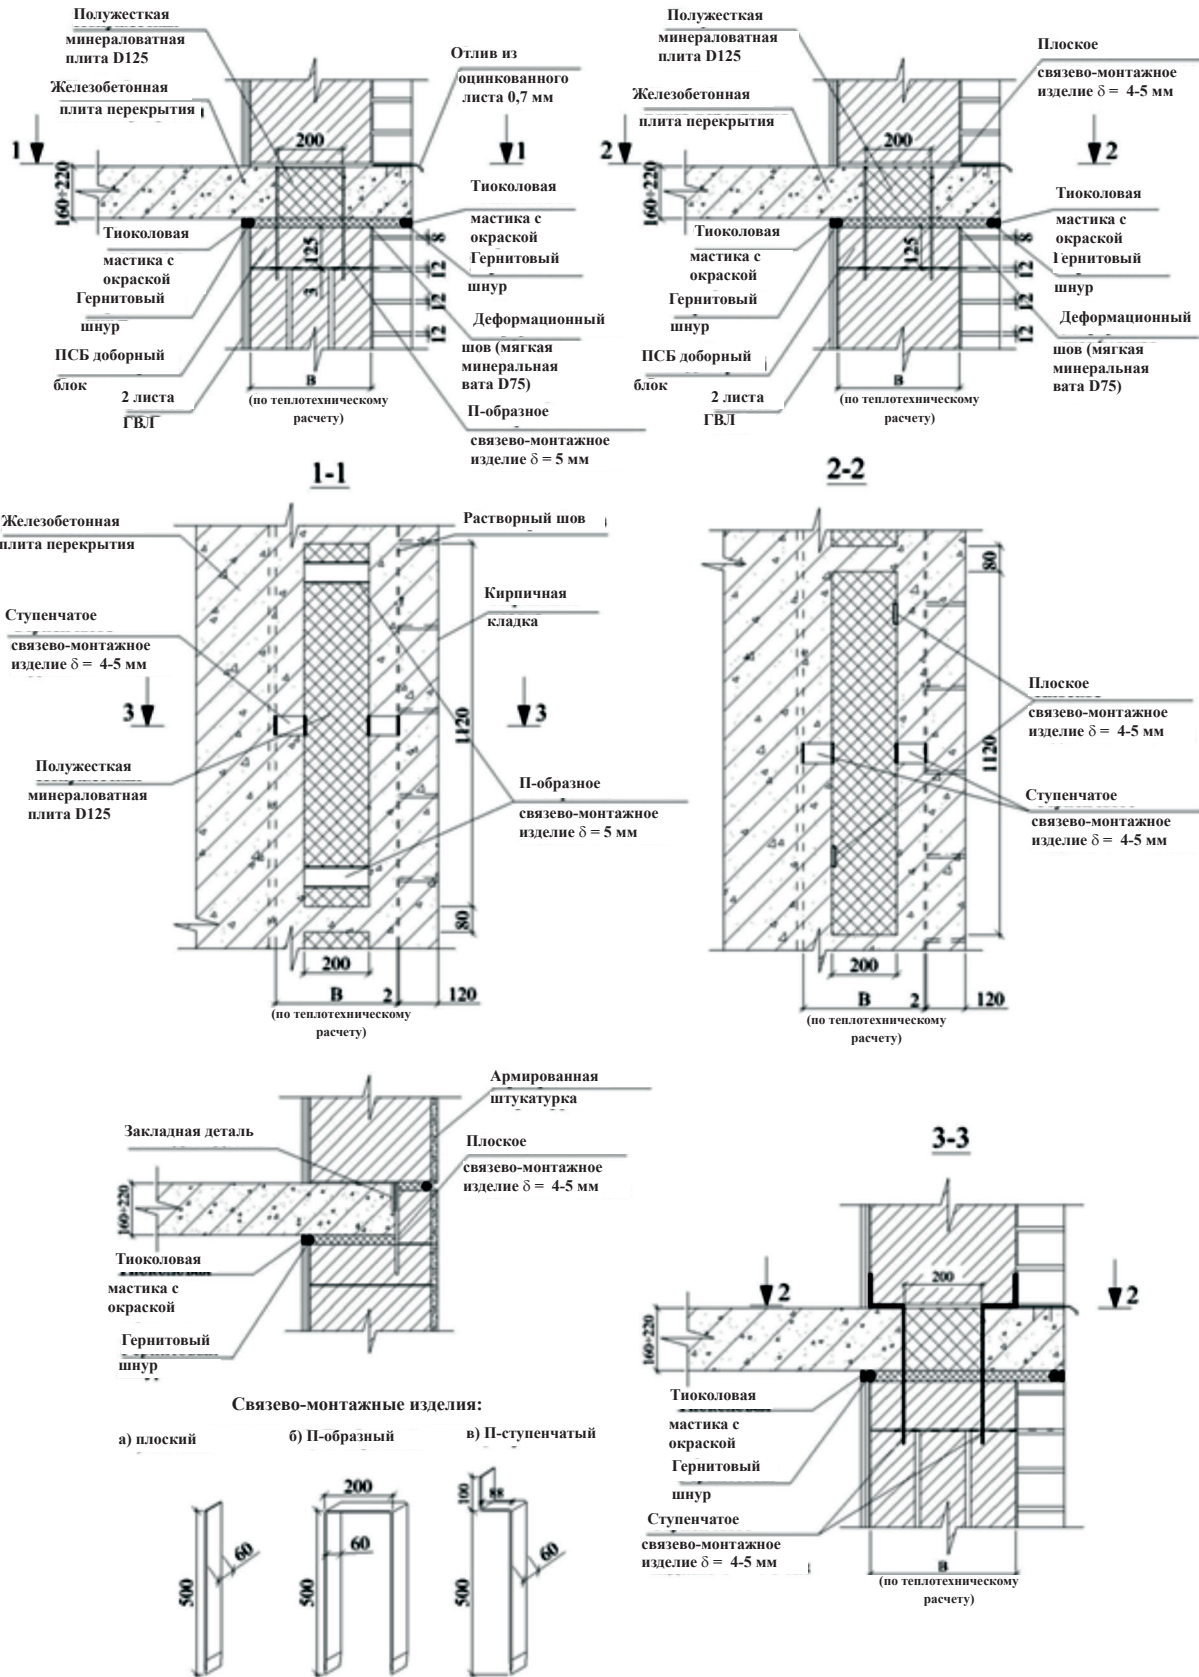 Полужесткая
минераловатная
плита D125
Железобетонная
плита перекрытия
Отлив из
оцинкованного
листа 0,7 мм
200
1
1
160÷220
Тиоколовая
мастика с
окраской
Гернитовый
шнур
Тиоколовая
мастика с
окраской
Гернитовый
шнур
125
3
8
12
12
12
ПСБ доборный
блок
2 листа
ГВЛ
В
(по теплотехническому
расчету)
Деформационный
шов (мягкая
минеральная
вата D75)
П-образное
связево-монтажное
изделие δ = 5 мм
Полужесткая
минераловатная
плита D125
Железобетонная
плита перекрытия
Плоское
связево-монтажное
изделие δ = 4-5 мм
200
2
2
160÷220
Тиоколовая
мастика с
окраской
Гернитовый
шнур
Тиоколовая
мастика с
окраской
Гернитовый
шнур
125
8
12
12
12
ПСБ доборный
блок
2 листа
ГВЛ
В
(по теплотехническому
расчету)
Деформационный
шов (мягкая
минеральная
вата D75)
1-1
Железобетонная
плита перекрытия
Растворный шов
Ступенчатое
связево-монтажное
изделие δ = 4-5 мм
Кирпичная
кладка
3
3
1120
Полужесткая
минераловатная
плита D125
П-образное
связево-монтажное
изделие δ = 5 мм
80
200
В
2
120
(по теплотехническому
расчету)
2-2
80
Плоское
связево-монтажное
изделие δ = 4-5 мм
1120
Ступенчатое
связево-монтажное
изделие δ = 4-5 мм
200
В
2
120
(по теплотехническому
расчету)
Армированная
штукатурка
Закладная деталь
Плоское
связево-монтажное
изделие δ = 4-5 мм
160÷220
Тиоколовая
мастика с
окраской
Гернитовый
шнур
3-3
200
2
2
160÷220
Тиоколовая
мастика с
окраской
Гернитовый
шнур
Ступенчатое
связево-монтажное
изделие δ = 4-5 мм
В
(по теплотехническому
расчету)
Связево-монтажные изделия:
а) плоский
б) П-образный
в) П-ступенчатый
500
60
200
60
500
100
88
60
500